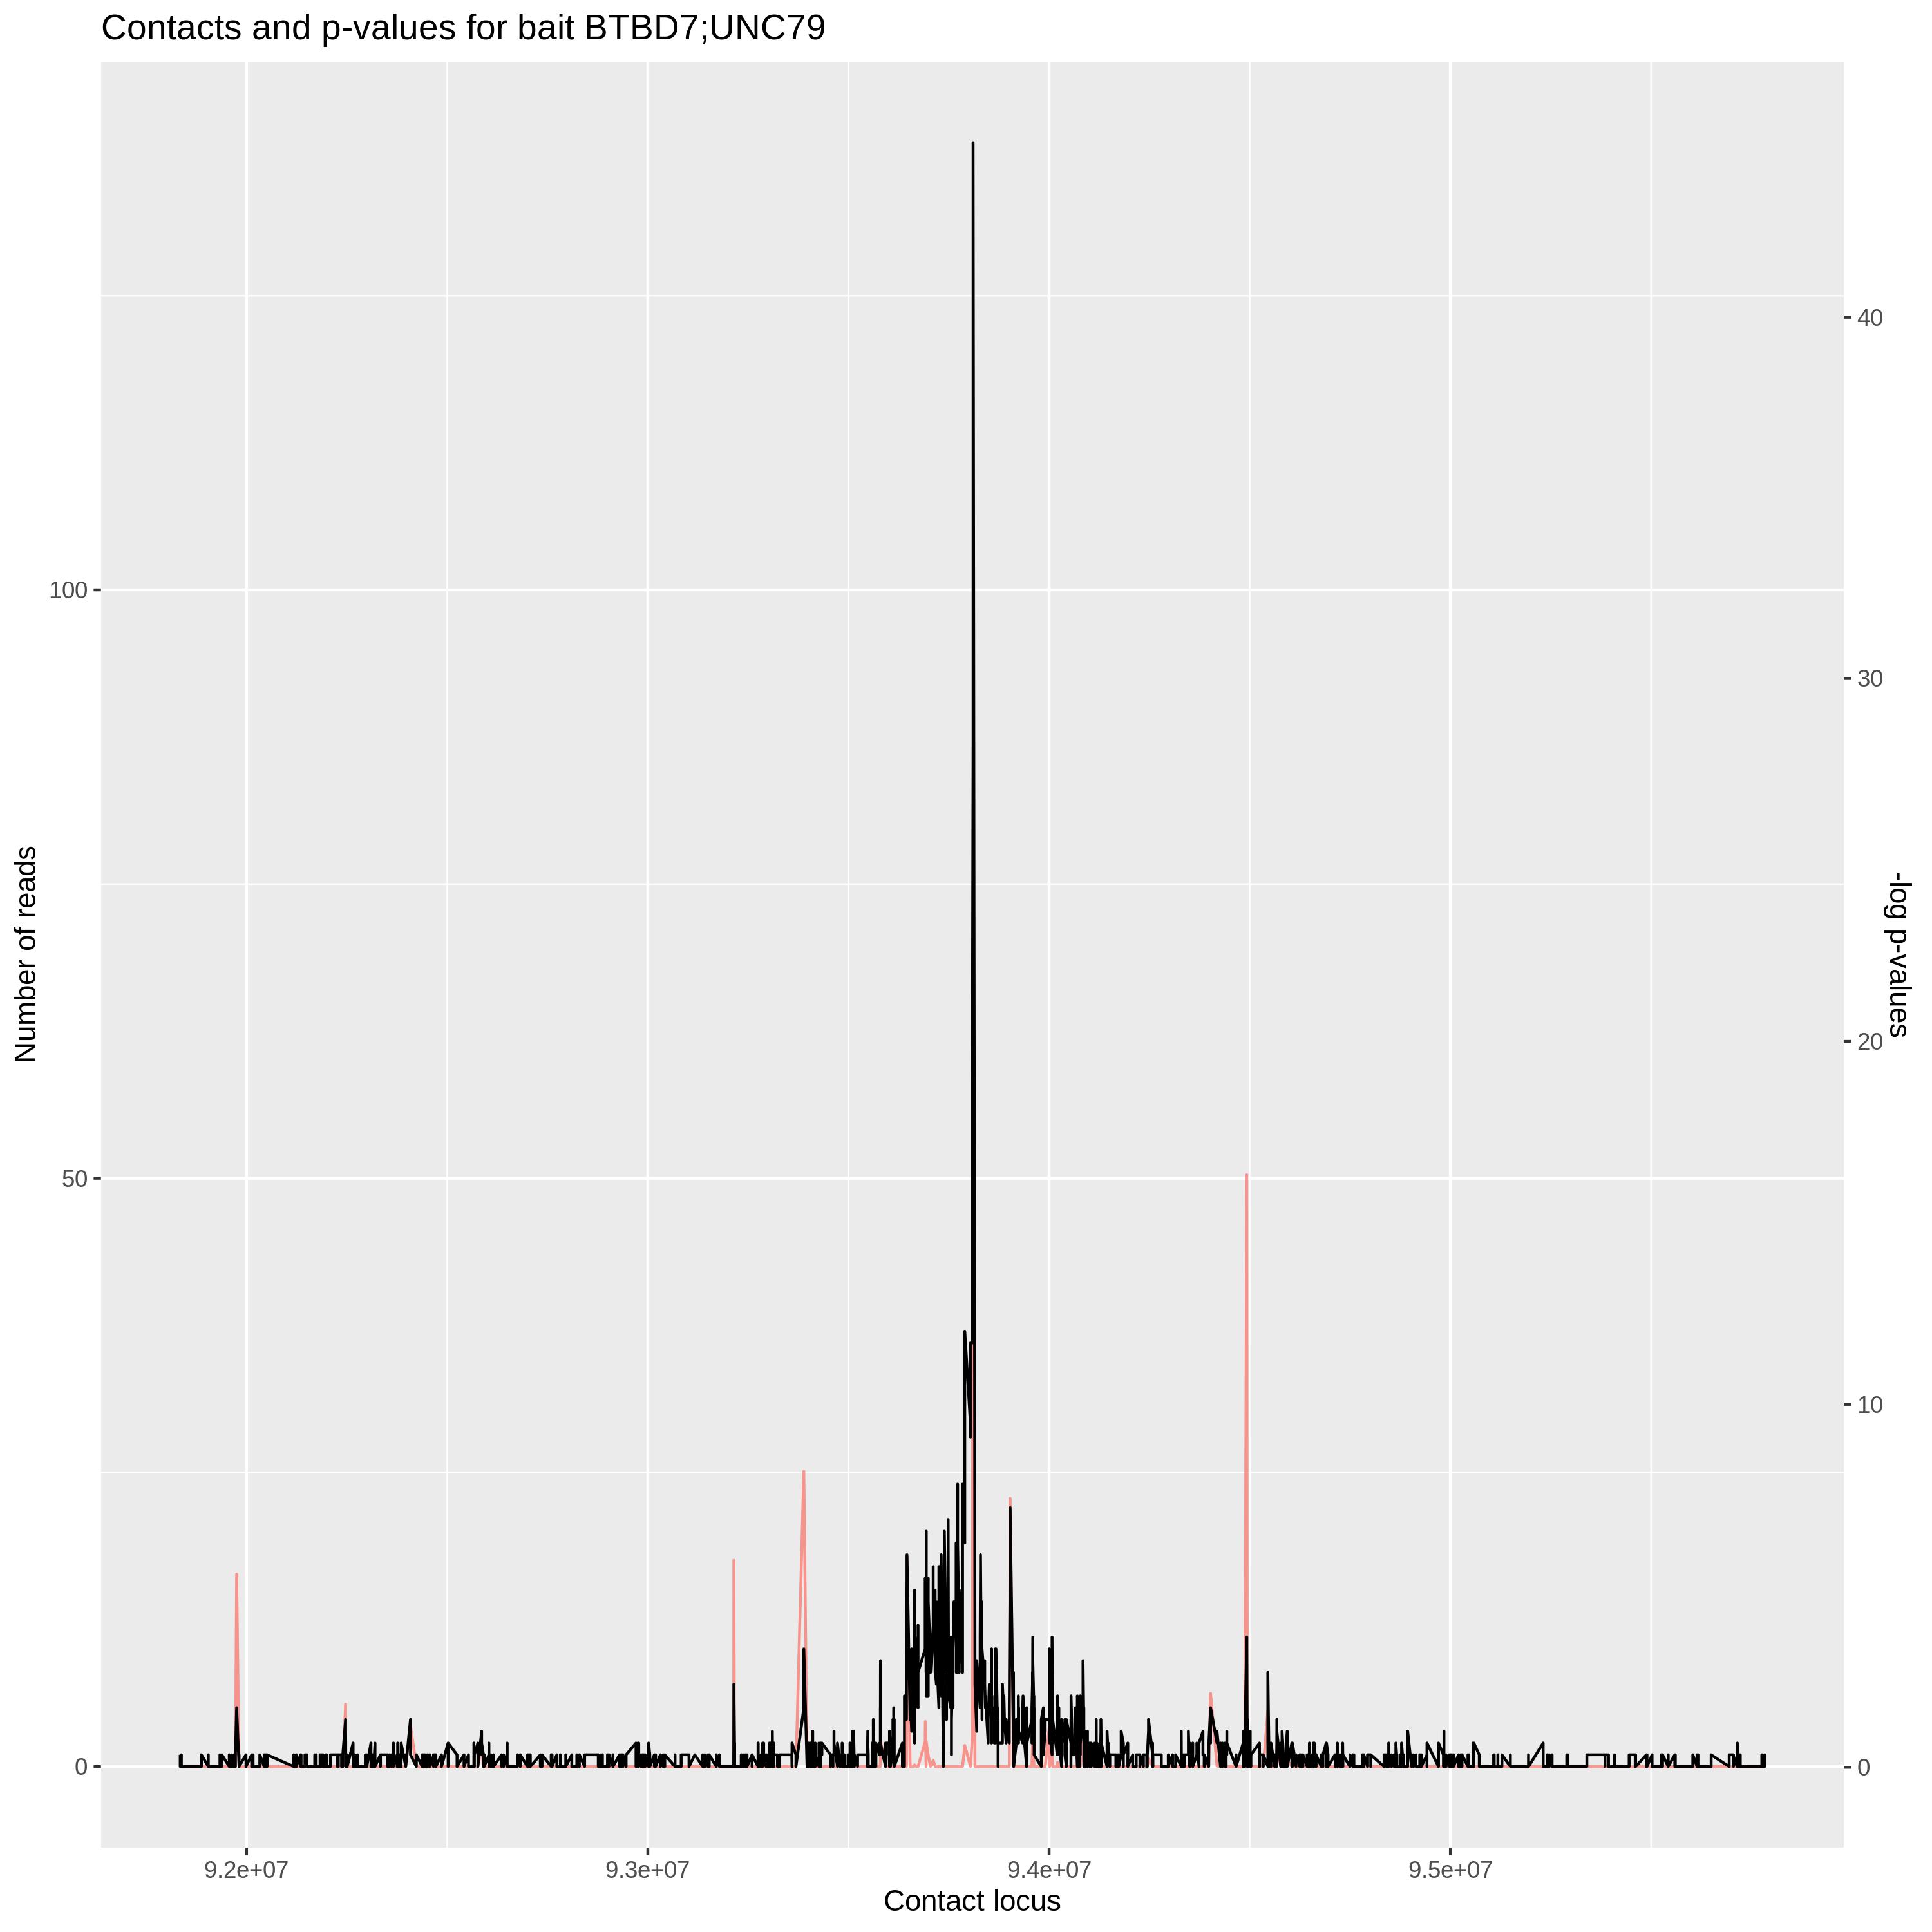 Contacts and p-values for bait BTBD7;UNC79
Number of reads
100
50
0
40
30
20
10
0
-log p-values
9.2e+07
9.3e+07
9.4e+07
9.5e+07
Contact locus